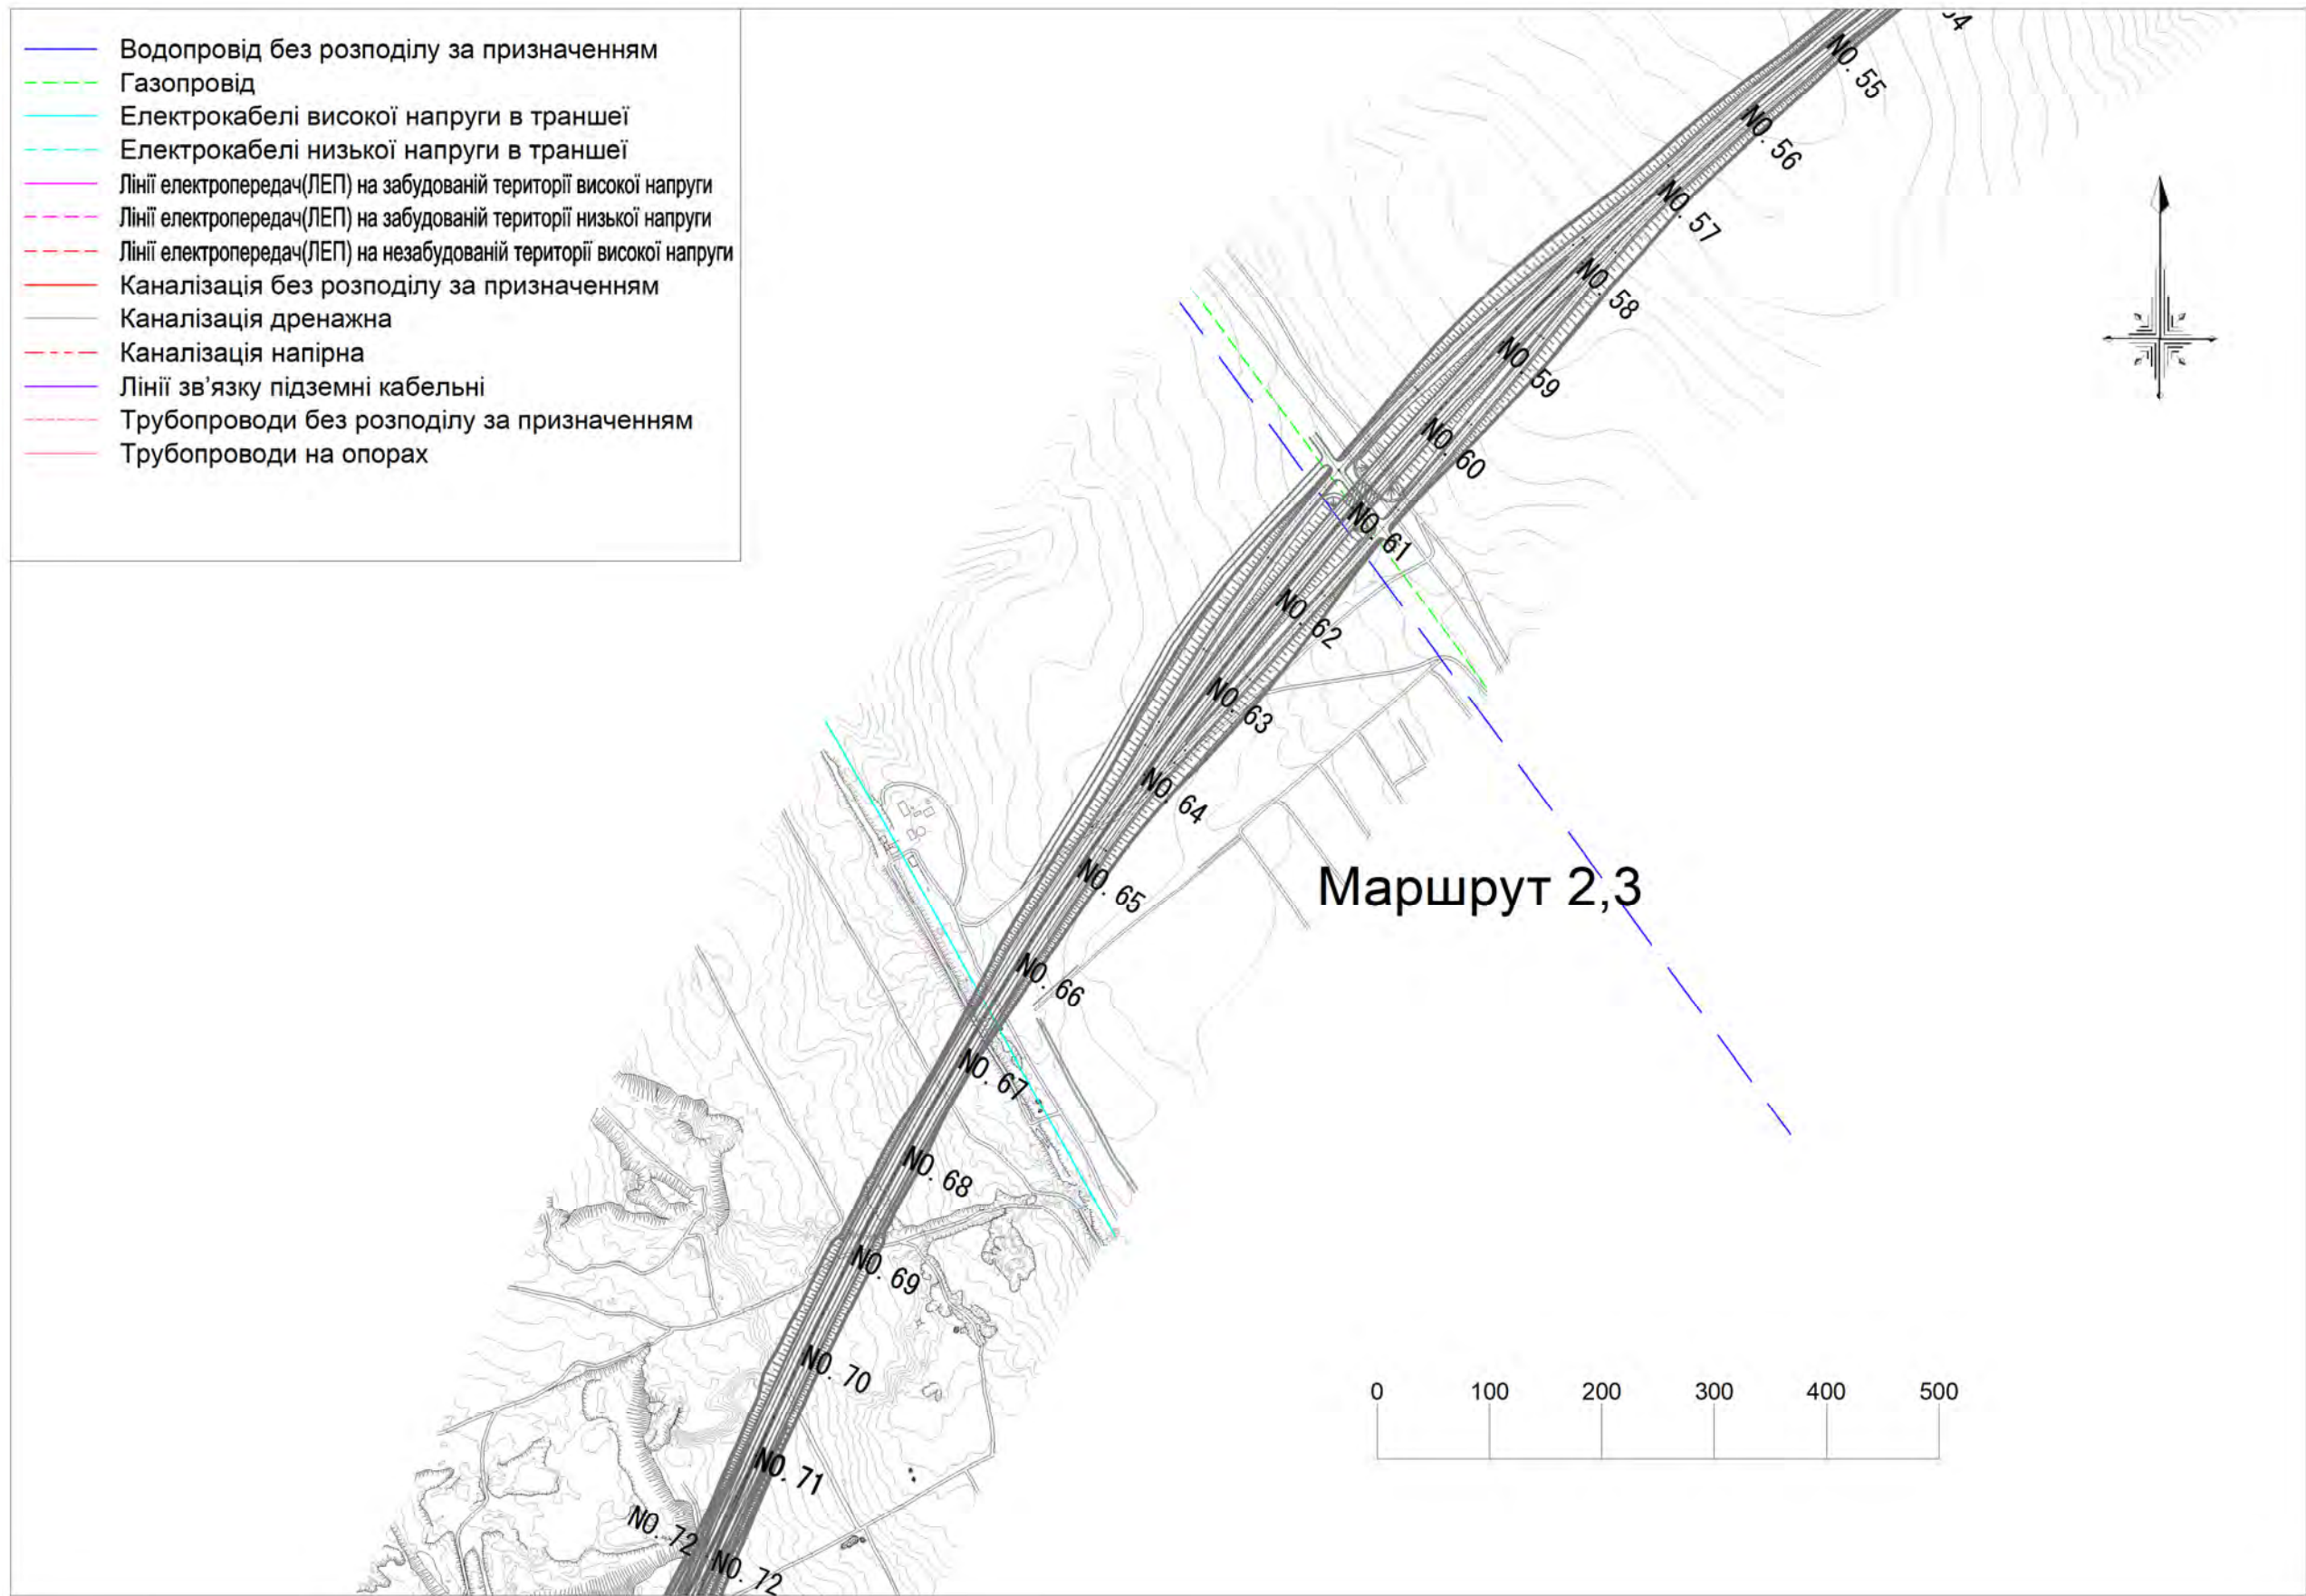 Водопровід без розподілу за призначенням
Газопровід
Електрокабелі високої напруги в траншеї
Електрокабелі низької напруги в траншеї
Лінії електропередач(ЛЕП) на забудованій території високої напруги
Лінії електропередач(ЛЕП) на забудованій території низької напруги
Лінії електропередач(ЛЕП) на незабудованій території високої напруги
Каналізація без розподілу за призначенням
Каналізація дренажна
Каналізація напірна
Лінії зв'язку підземні кабельні
Трубопроводи без розподілу за призначенням
Трубопроводи на опорах
NO. 55
NO. 56
NO. 57
NO. 58
NO. 59
NO. 60
NO. 61
NO. 62
NO. 63
NO. 64
NO. 65
Маршрут 2,3
NO. 66
NO. 67
NO. 68
NO. 69
NO. 70
NO. 71
NO. 72
NO. 72
0 100 200 300 400 500